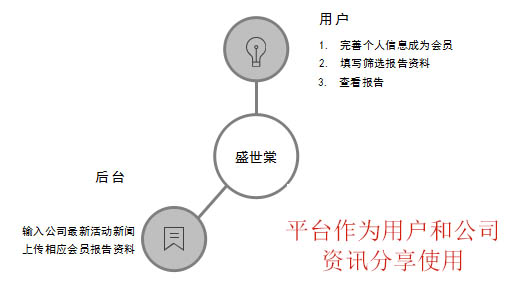 用户
1. 完善个人信息成为会员
2. 填写筛选报告资料
3. 查看报告
盛世棠
后台
输入公司最新活动新闻
上传相应会员报告资料
平台作为用户和公司
资讯分享使用